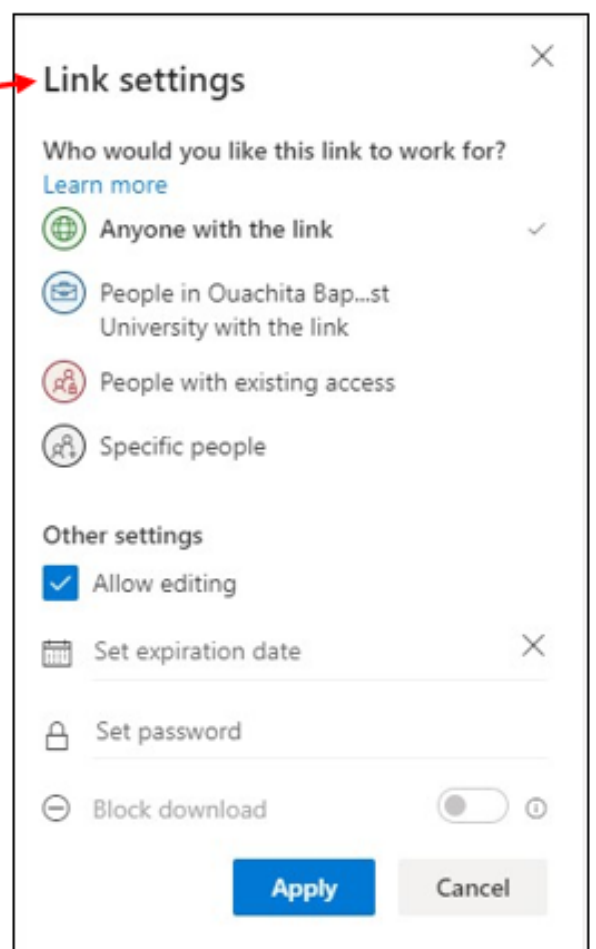 Link settings
Who would you like this link to work for?
Learn more
Anyone with the link
People in Ouachita Bap...st
University with the link
People with existing access
Specific people
Other settings
Allow editing
Set expiration date
Set password
Block download
Apply
Cancel